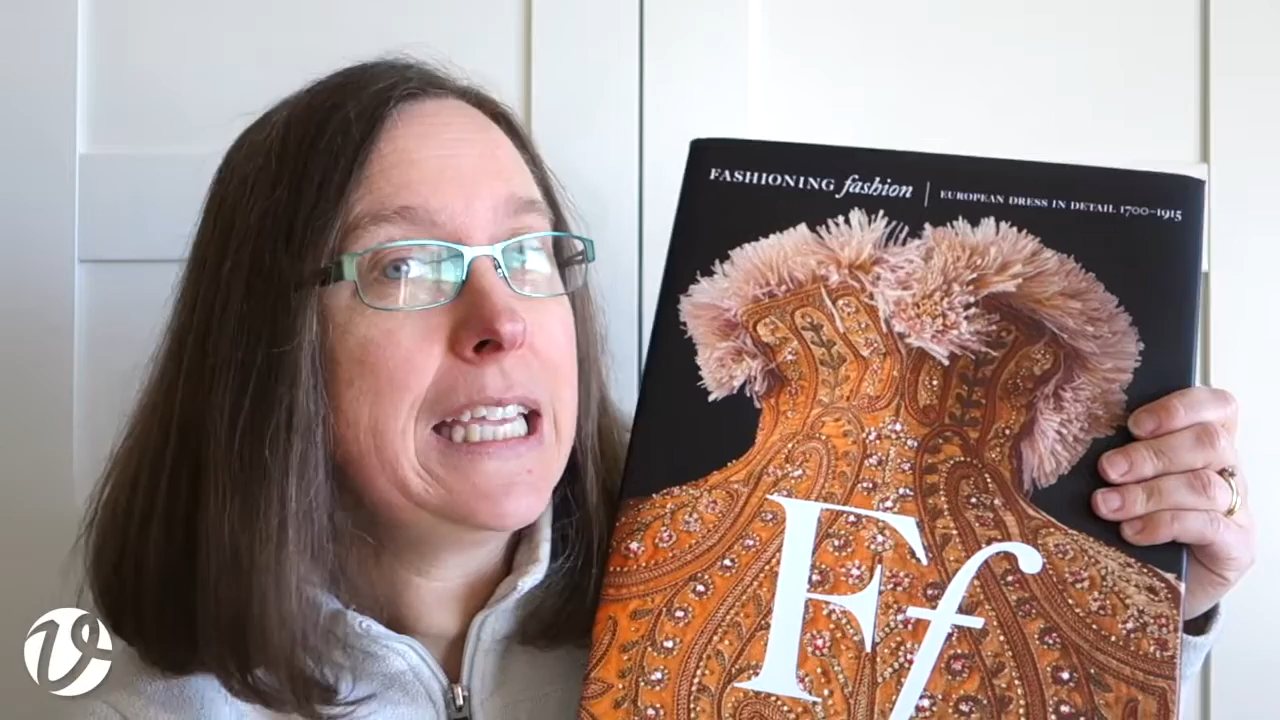 FASHIONING fashion | EUROPEAN DRESS IN DETAIL 1700–1915
Ff